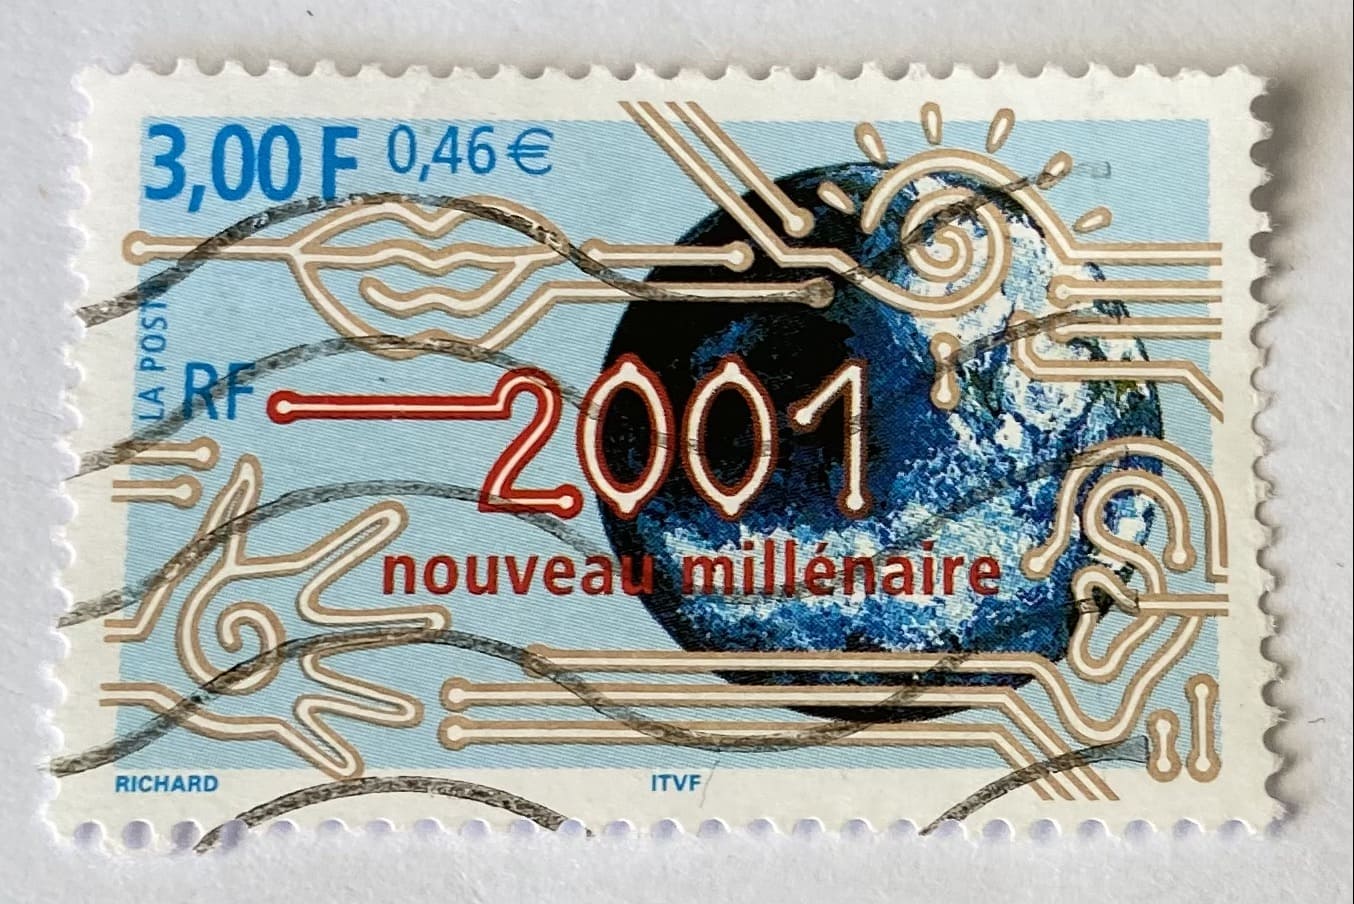 3,00 F 0,46 €
LA POSTE
RF
2001
nouveau millénaire
RICHARD ITVF